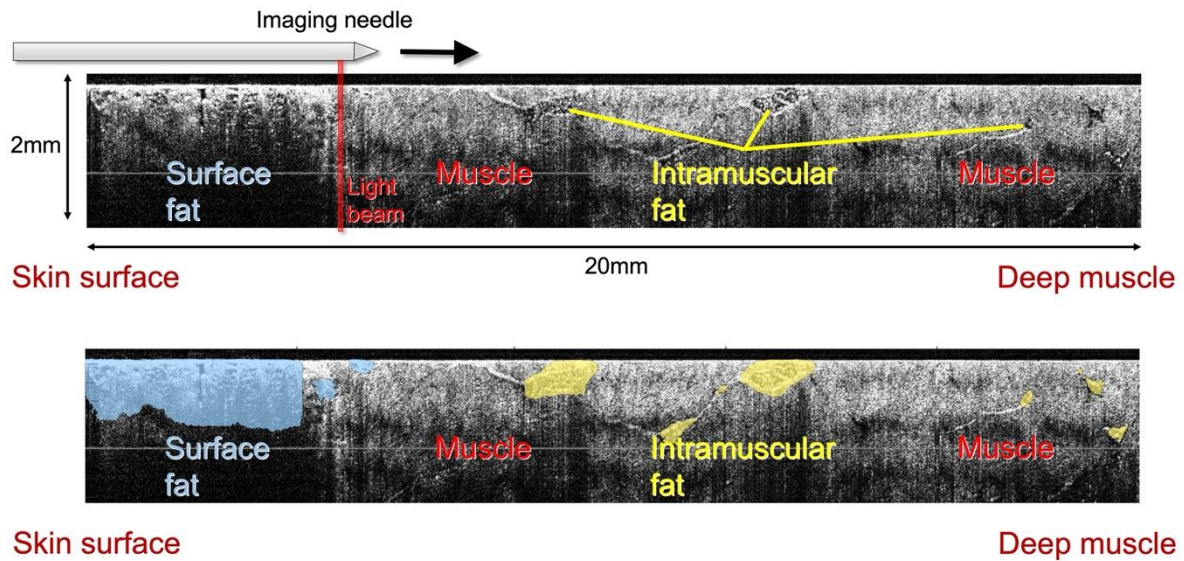 Imaging needle
2mm
Surface
fat
Light
beam
Muscle
Intramuscular
fat
Muscle
20mm
Skin surface
Deep muscle
Surface
fat
Muscle
Intramuscular
fat
Muscle
Skin surface
Deep muscle